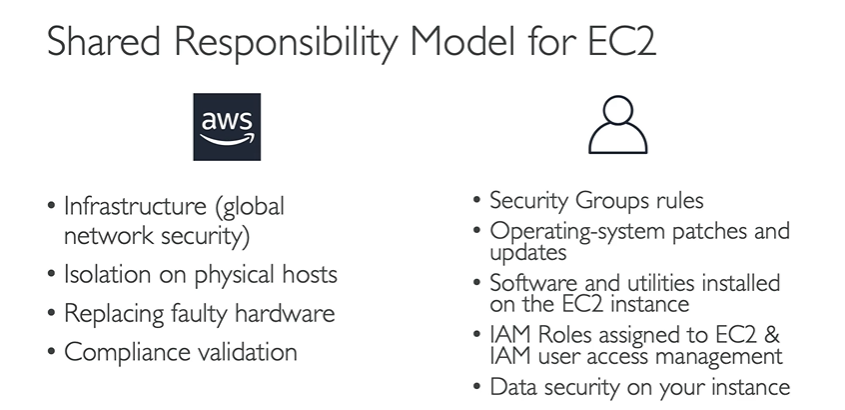 Shared Responsibility Model for EC2
aws
• Infrastructure (global
network security)
• Isolation on physical hosts
• Replacing faulty hardware
• Compliance validation
• Security Groups rules
• Operating-system patches and
updates
• Software and utilities installed
on the EC2 instance
• IAM Roles assigned to EC2 &
IAM user access management
• Data security on your instance